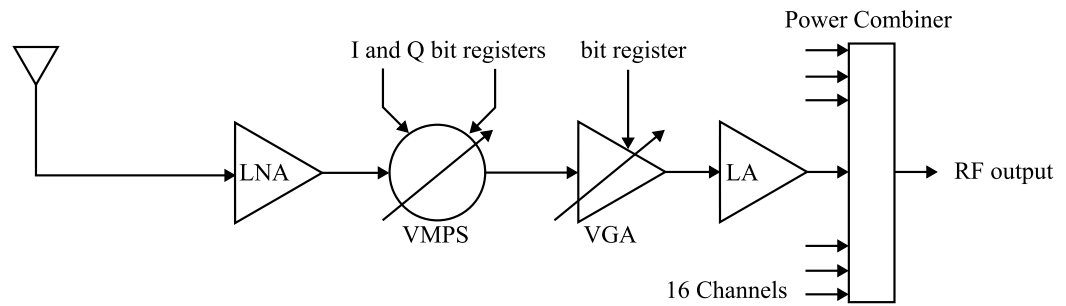 Power Combiner
I and Q bit registers
bit register
LNA
LA
RF output
VMPS
VGA
16 Channels